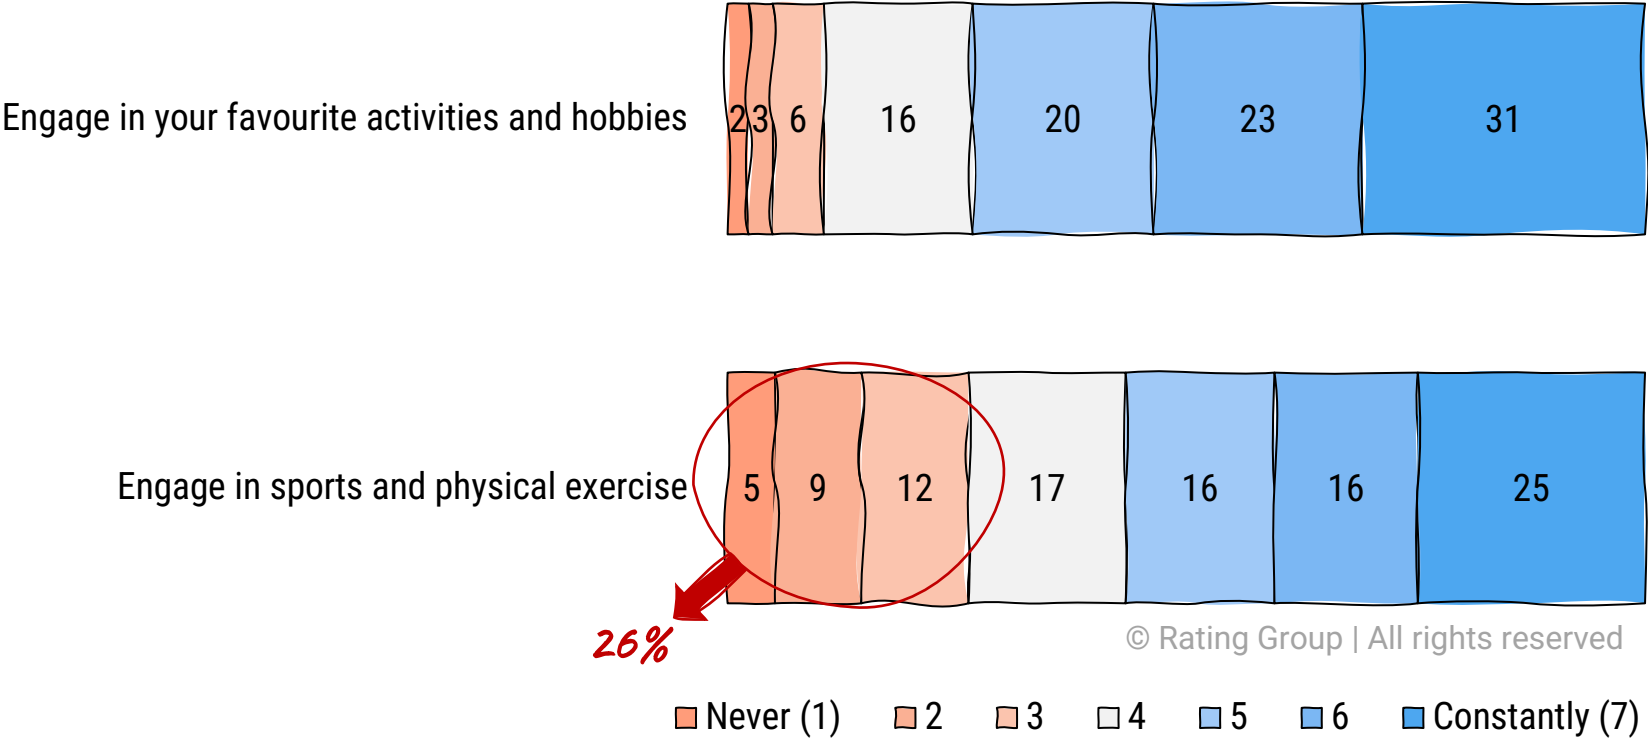 Engage in your favourite activities and hobbies 2 3 6 16 20 23 31
Engage in sports and physical exercise 5 9 12 17 16 16 25
26%
© Rating Group | All rights reserved
Never (1) 2 3 4 5 6 Constantly (7)